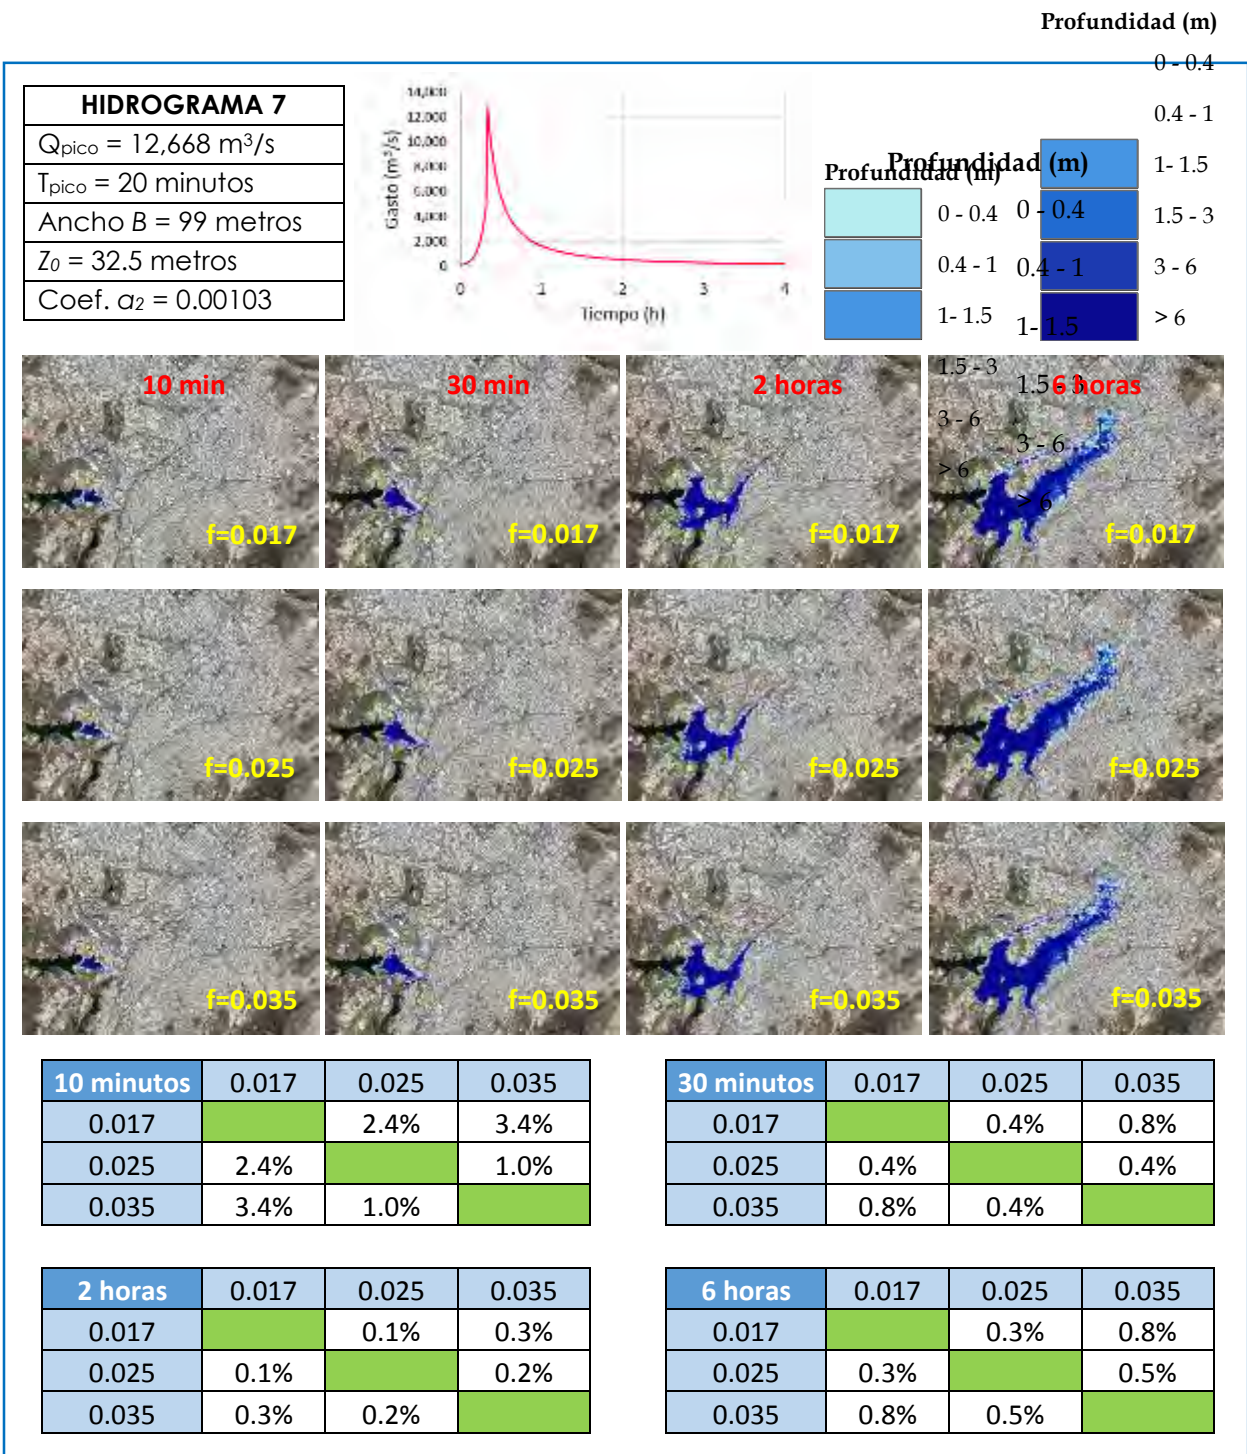 Profundidad (m)
0 - 0.4
0.4 - 1
1- 1.5
1.5 - 3
3 - 6
> 6
HIDROGRAMA 7
Qpico = 12,668 m³/s
Tpico = 20 minutos
Ancho B = 99 metros
Z0 = 32.5 metros
Coef. a2 = 0.00103
Gasto (m³/s)
14,000
12,000
10,000
8,000
6,000
4,000
2,000
0
0 1 2 3 4
Tiempo (h)
Profundidad (m)
0 - 0.4
0.4 - 1
1- 1.5
1.5 - 3
3 - 6
> 6
Profundidad (m)
0 - 0.4
0.4 - 1
1- 1.5
1.5 - 3
3 - 6
> 6
10 min 30 min 2 horas 6 horas
f=0.017 f=0.017 f=0.017 f=0.017
f=0.025 f=0.025 f=0.025 f=0.025
f=0.035 f=0.035 f=0.035 f=0.035
10 minutos 0.017 0.025 0.035
0.017 2.4% 3.4%
0.025 2.4% 1.0%
0.035 3.4% 1.0%
30 minutos 0.017 0.025 0.035
0.017 0.4% 0.8%
0.025 0.4% 0.4%
0.035 0.8% 0.4%
2 horas 0.017 0.025 0.035
0.017 0.1% 0.3%
0.025 0.1% 0.2%
0.035 0.3% 0.2%
6 horas 0.017 0.025 0.035
0.017 0.3% 0.8%
0.025 0.3% 0.5%
0.035 0.8% 0.5%